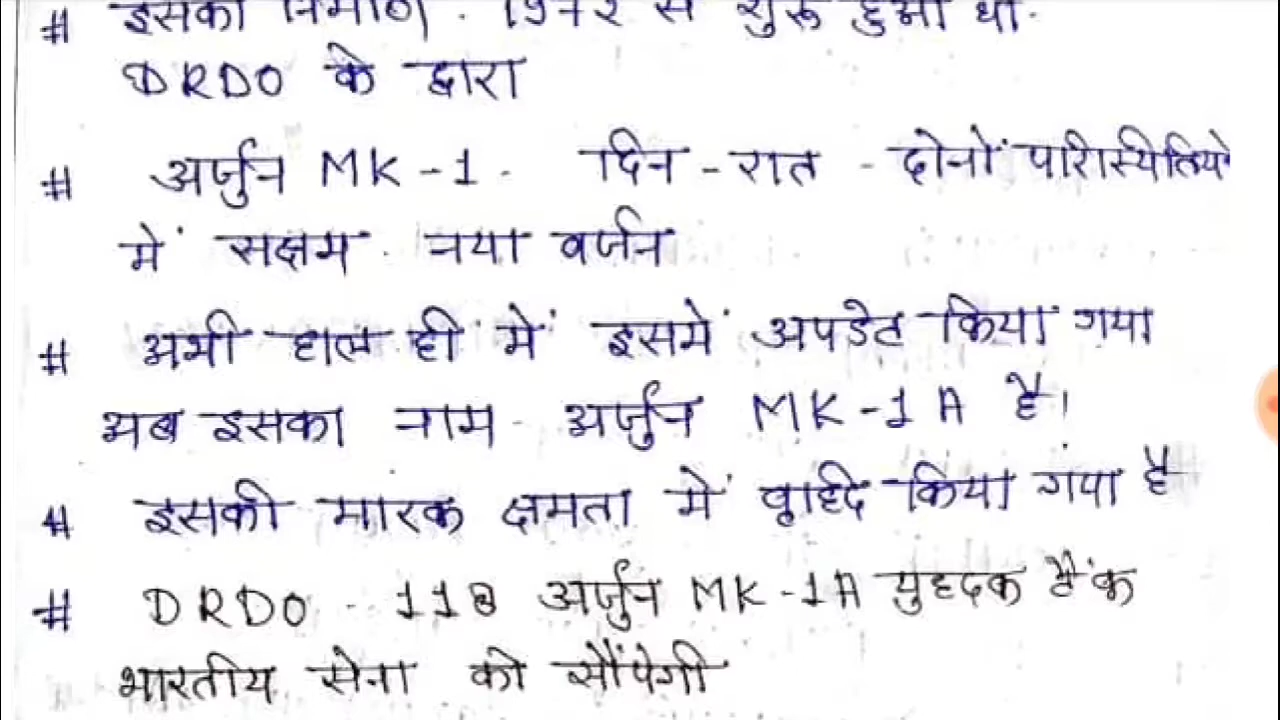 # इसका निर्माण. 1972 से शुरू हुआ था.
DRDO के द्वारा
# अर्जुन MK-1. दिन-रात - दोनों परिस्थितियो
में सक्षम. नया वर्जन
# अभी हाल ही में इसमें अपडेट किया गया
अब इसका नाम - अर्जुन MK-1A है।
# इसकी मारक क्षमता में वृध्दि किया गया है
# DRDO - 118 अर्जुन MK-1A युध्दक टैंक
भारतीय सेना को सौंपेगी